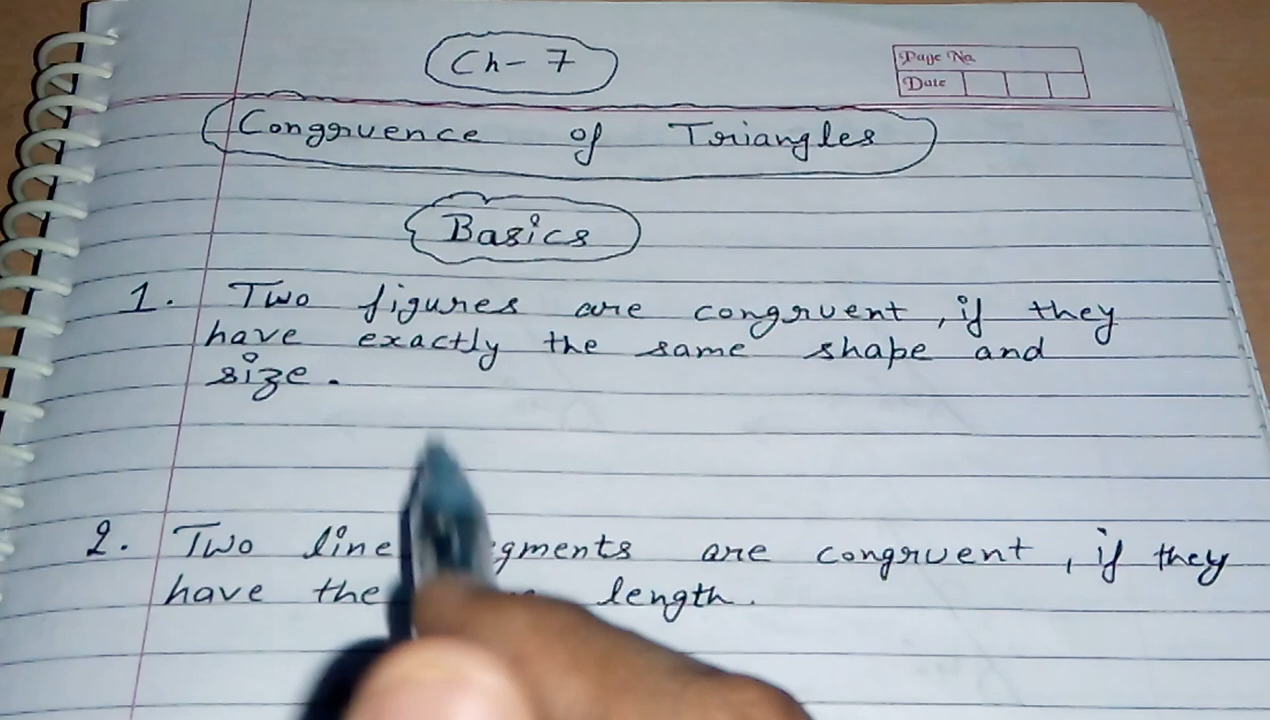 Ch-7
Page No.
Date
Congruence of Triangles
Basics
1. Two figures are congruent, if they
have exactly the same shape and
size.
2. Two line gments are congruent, if they
have the length.